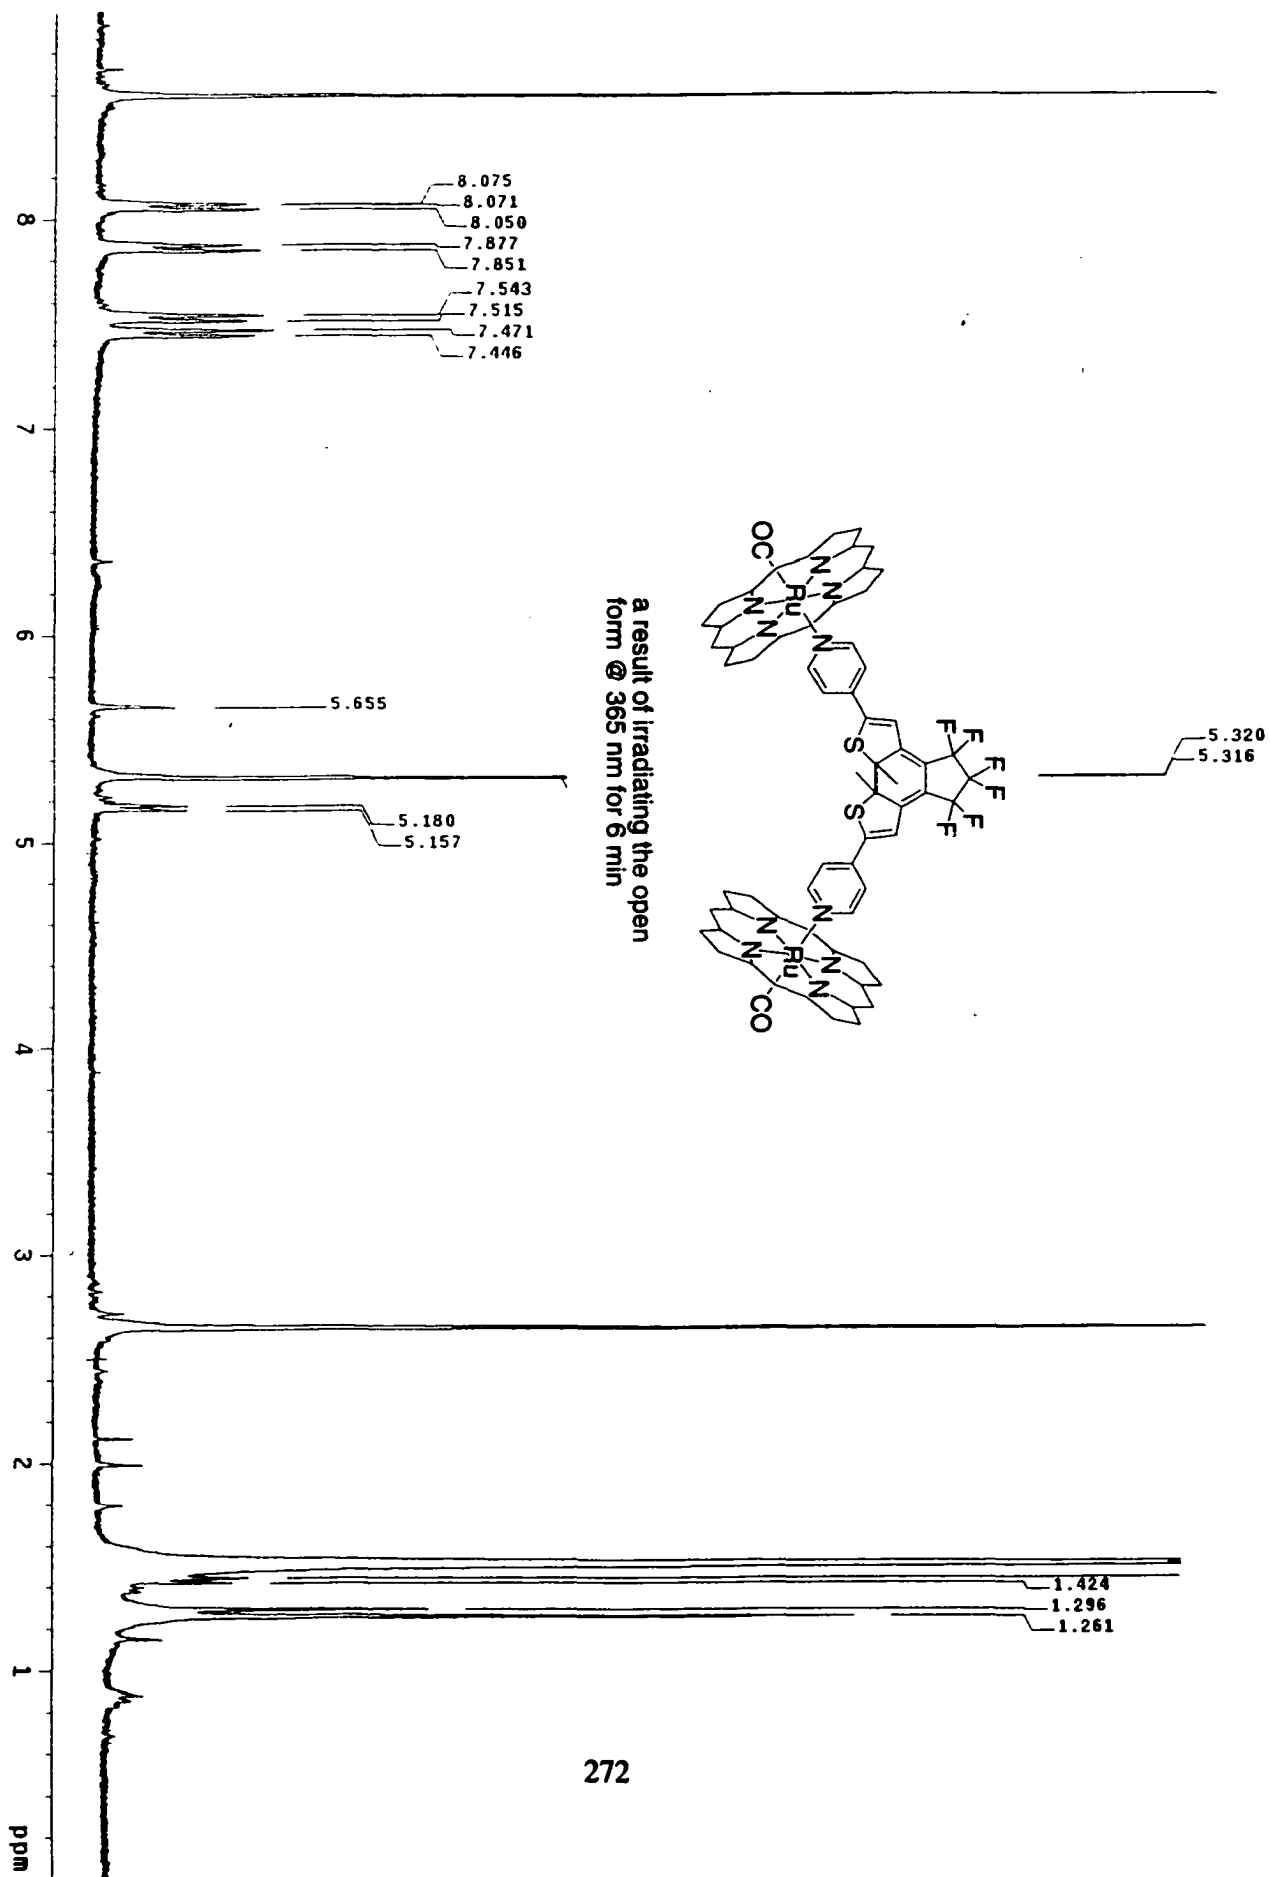 8.075
8.071
8.050
7.877
7.851
7.543
7.515
7.471
7.446
5.655
5.320
5.316
5.180
5.157
1.424
1.296
1.261
OC
N
N
Ru
N
N
N
S
F
F
F
F
F
F
S
N
N
N
Ru
N
N
CO
a result of irradiating the open
form @ 365 nm for 6 min
8
7
6
5
4
3
2
1
ppm
272